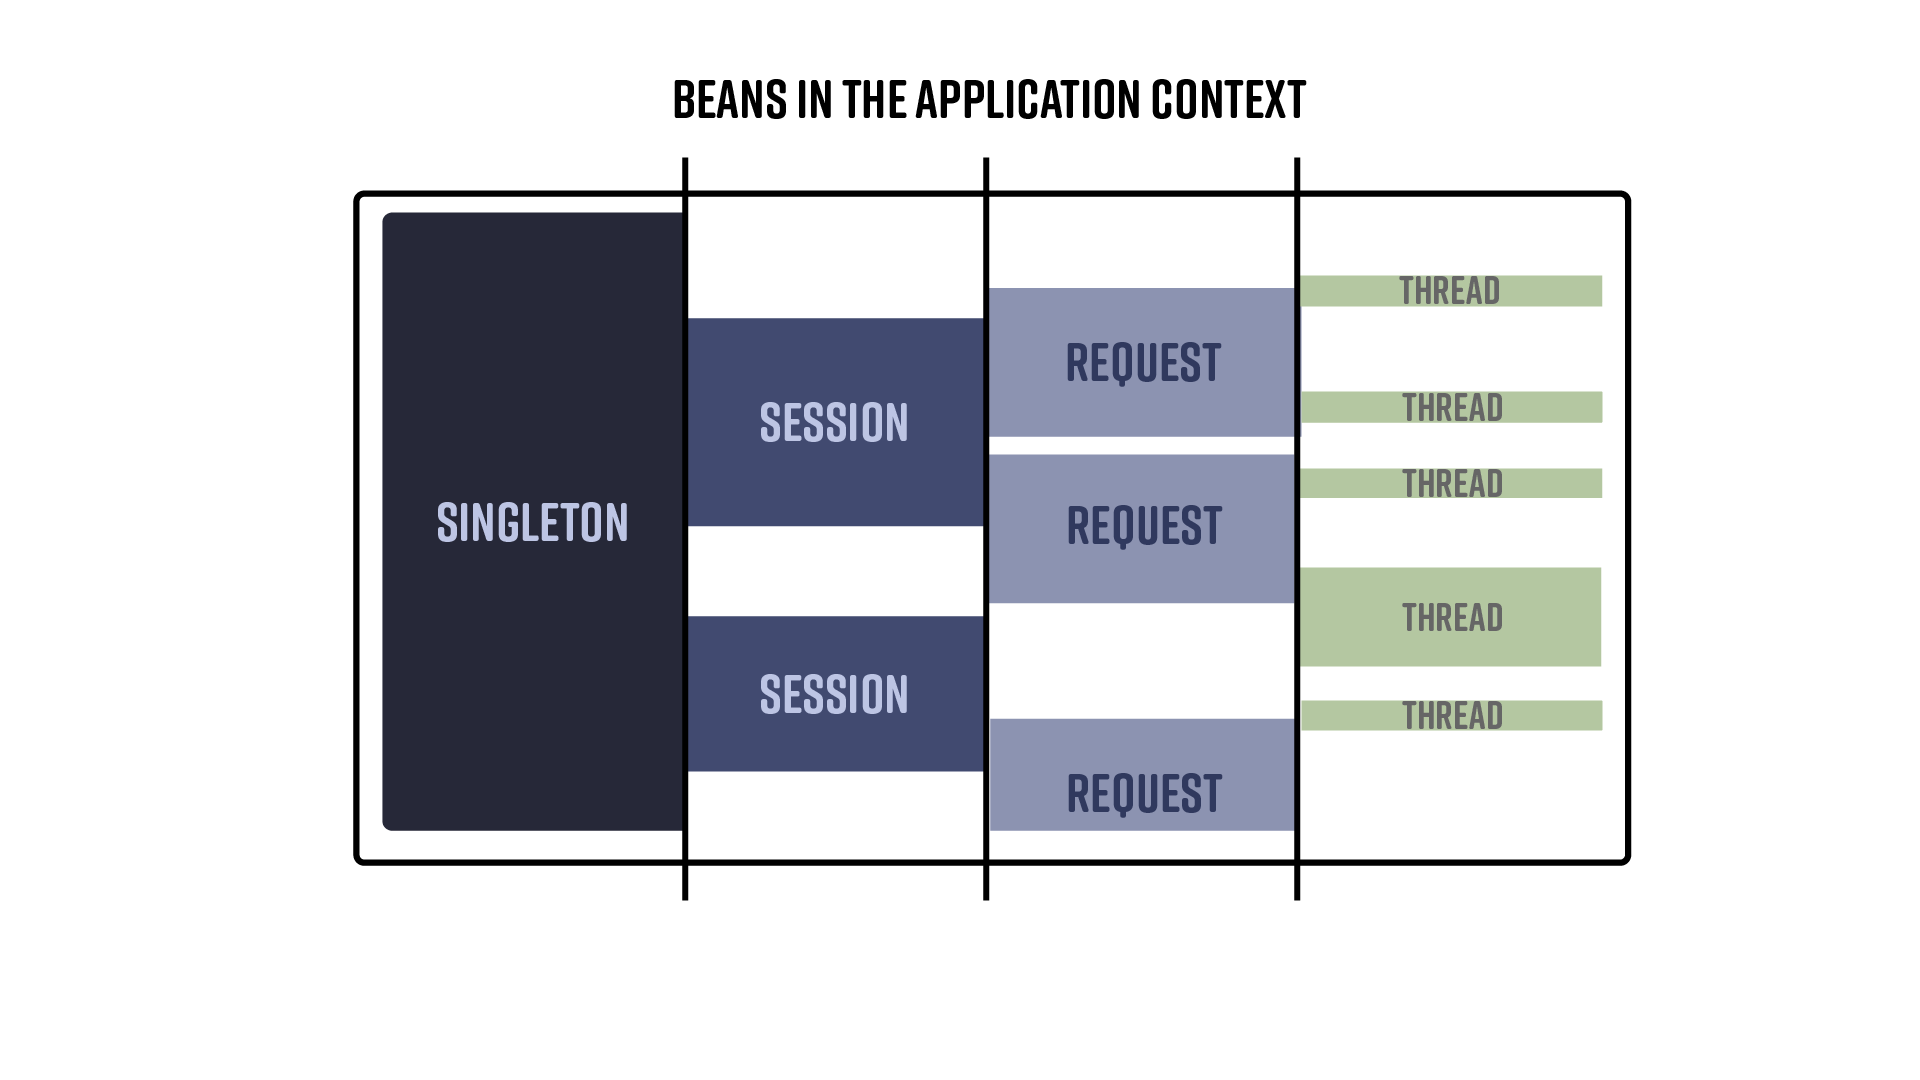 BEANS IN THE APPLICATION CONTEXT
SINGLETON
SESSION
SESSION
REQUEST
REQUEST
REQUEST
THREAD
THREAD
THREAD
THREAD
THREAD